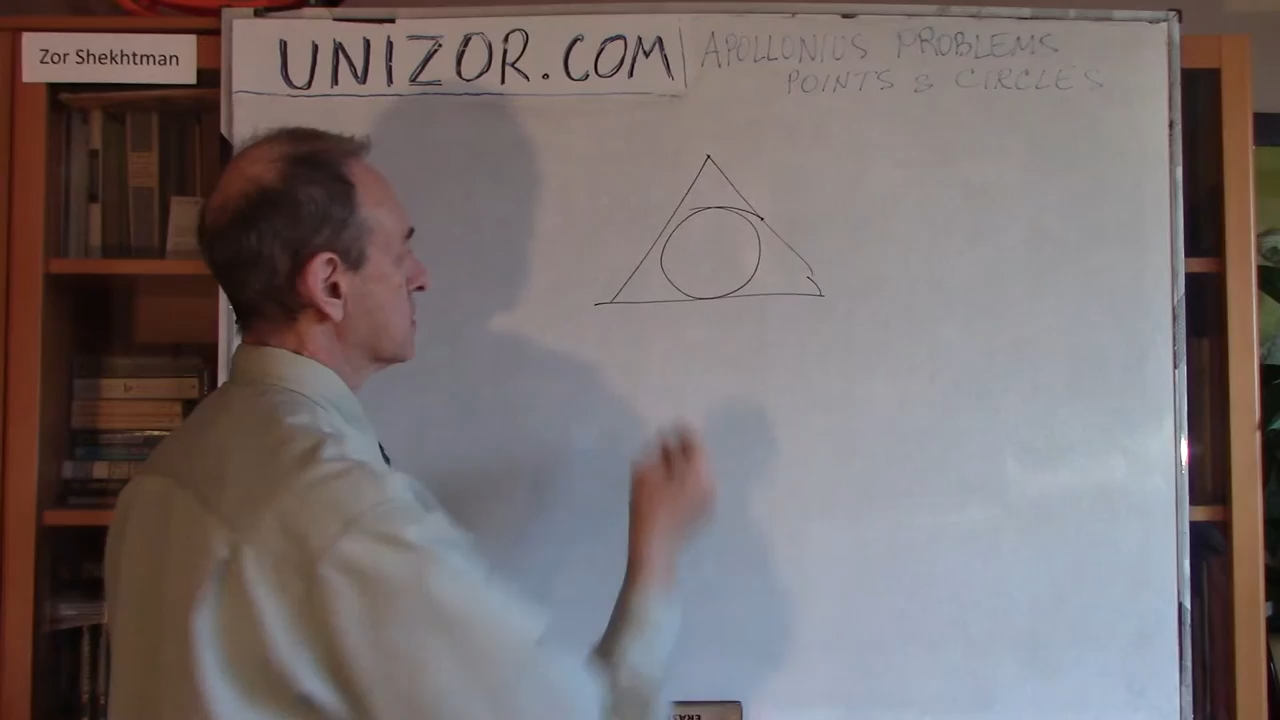 Zor Shekhtman
UNIZOR.COM
APOLLONIUS PROBLEMS
POINTS & CIRCLES